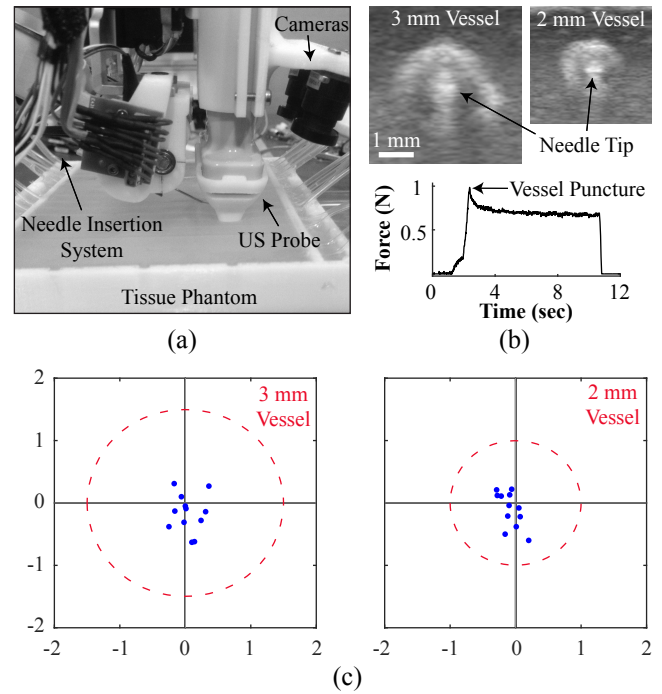 Cameras
Needle Insertion
System
US Probe
Tissue Phantom
(a)
3 mm Vessel
2 mm Vessel
1 mm
Needle Tip
Vessel Puncture
Force (N)
1
0.5
0
4
8
12
Time (sec)
(b)
2
1
0
-1
-2
-2
-1
0
1
2
3 mm
Vessel
2
1
0
-1
-2
-2
-1
0
1
2
2 mm
Vessel
(c)